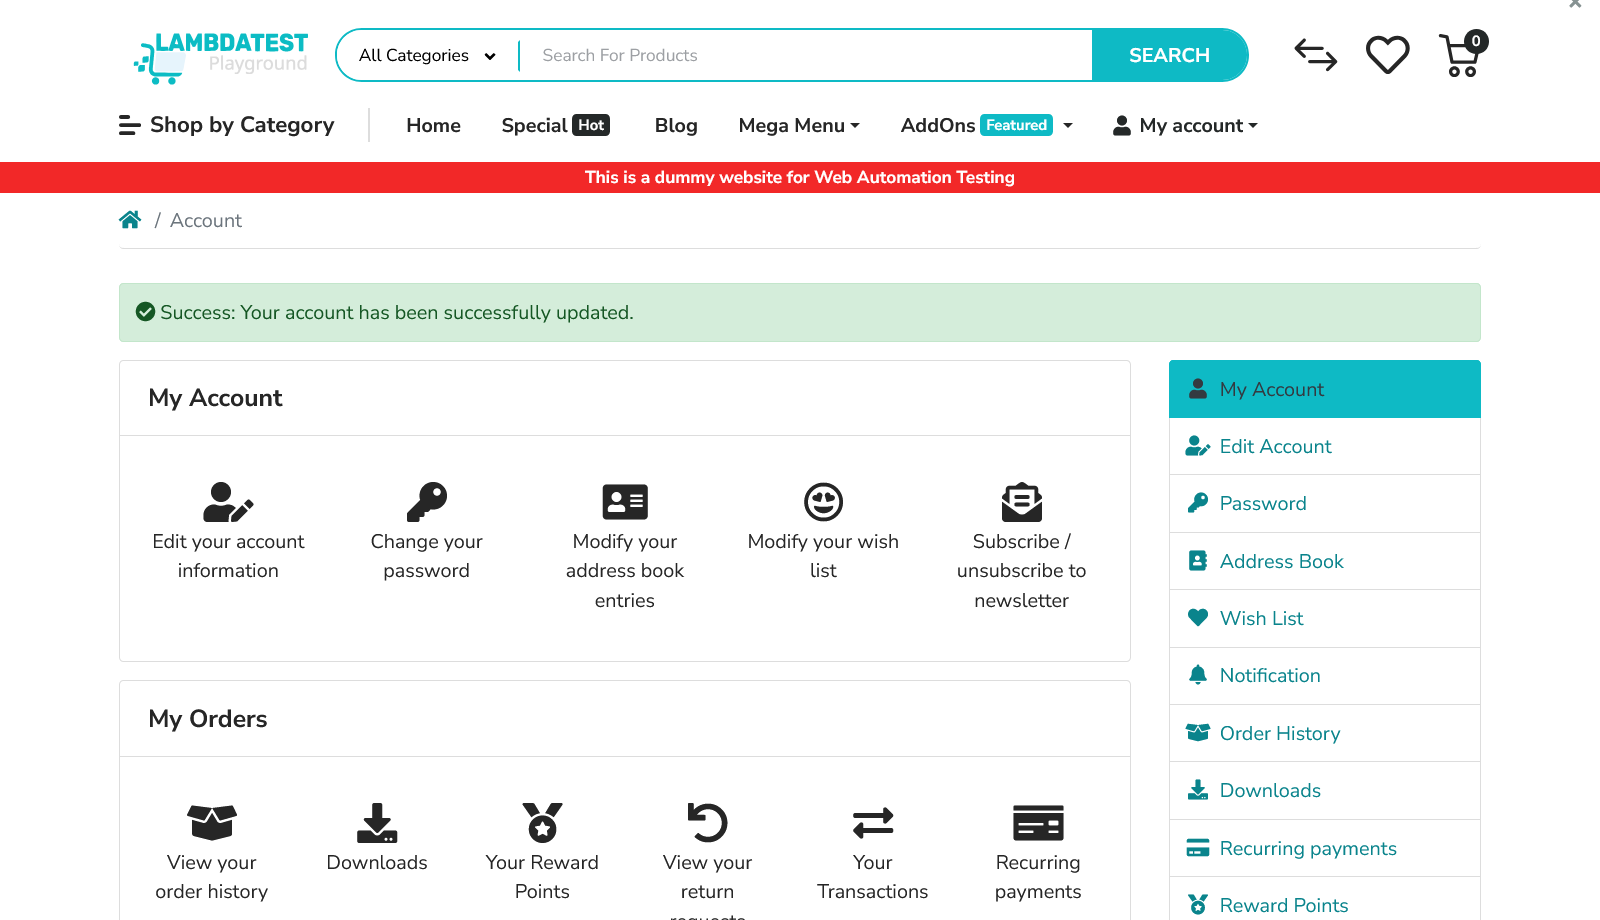 LAMBDATEST
Playground
All Categories
Search For Products
SEARCH
0
Shop by Category
Home
Special Hot
Blog
Mega Menu
AddOns Featured
My account
This is a dummy website for Web Automation Testing
/ Account
Success: Your account has been successfully updated.
My Account
Edit your account
information
Change your
password
Modify your
address book
entries
Modify your wish
list
Subscribe /
unsubscribe to
newsletter
My Orders
View your
order history
Downloads
Your Reward
Points
View your
return
requests
Your
Transactions
Recurring
payments
My Account
Edit Account
Password
Address Book
Wish List
Notification
Order History
Downloads
Recurring payments
Reward Points